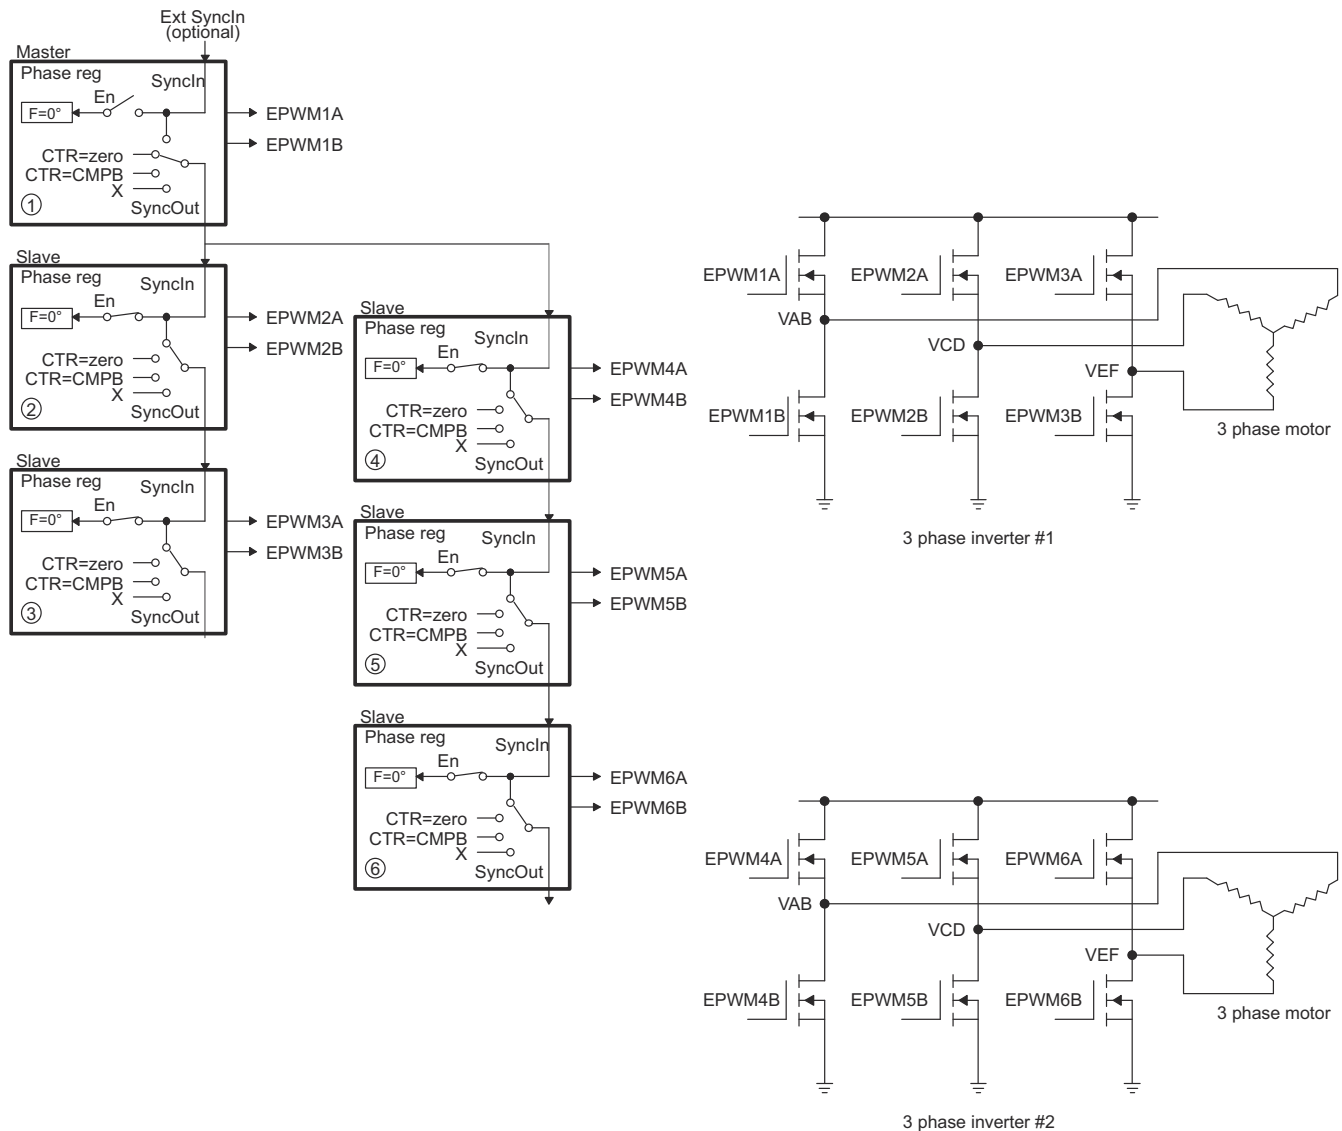 Ext SyncIn
(optional)
Master
Phase reg
SyncIn
En
F=0°
EPWM1A
EPWM1B
CTR=zero
CTR=CMPB
X
1
SyncOut
Slave
Phase reg
SyncIn
En
F=0°
EPWM2A
EPWM2B
CTR=zero
CTR=CMPB
X
2
SyncOut
Slave
Phase reg
SyncIn
En
F=0°
EPWM3A
EPWM3B
CTR=zero
CTR=CMPB
X
3
SyncOut
Slave
Phase reg
SyncIn
En
F=0°
EPWM4A
EPWM4B
CTR=zero
CTR=CMPB
X
4
SyncOut
Slave
Phase reg
SyncIn
En
F=0°
EPWM5A
EPWM5B
CTR=zero
CTR=CMPB
X
5
SyncOut
Slave
Phase reg
SyncIn
En
F=0°
EPWM6A
EPWM6B
CTR=zero
CTR=CMPB
X
6
SyncOut
EPWM1A
EPWM2A
EPWM3A
VAB
VCD
VEF
EPWM1B
EPWM2B
EPWM3B
3 phase motor
3 phase inverter #1
EPWM4A
EPWM5A
EPWM6A
VAB
VCD
VEF
EPWM4B
EPWM5B
EPWM6B
3 phase motor
3 phase inverter #2